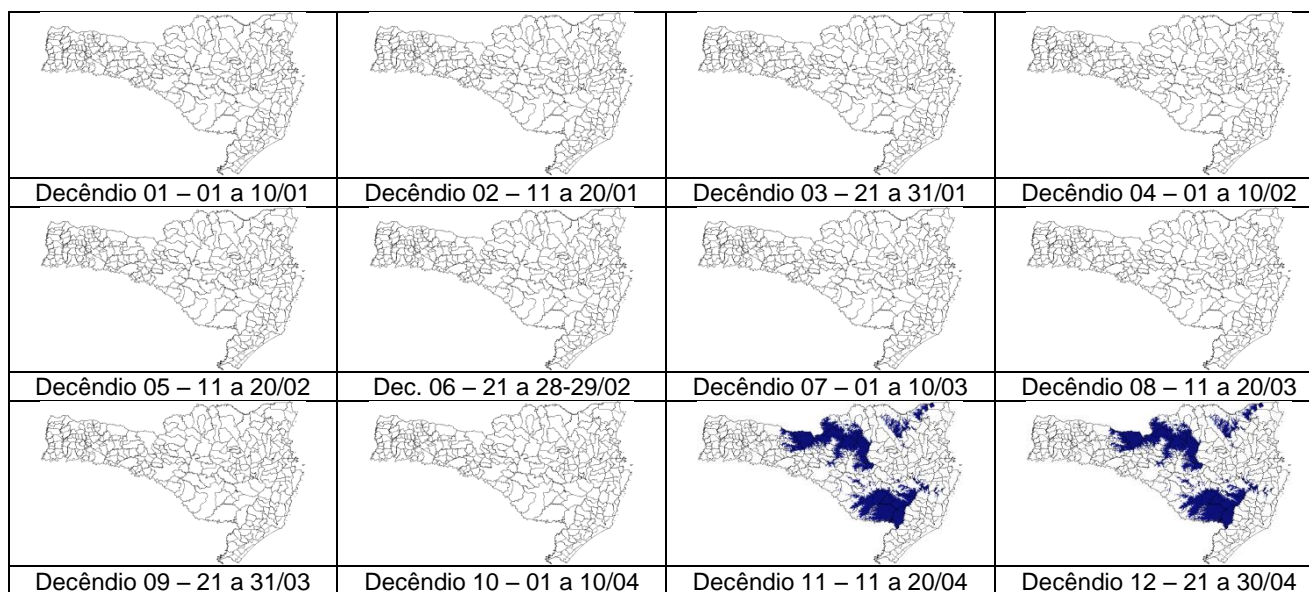 Decêndio 01 – 01 a 10/01
Decêndio 02 – 11 a 20/01
Decêndio 03 – 21 a 31/01
Decêndio 04 – 01 a 10/02
Decêndio 05 – 11 a 20/02
Dec. 06 – 21 a 28-29/02
Decêndio 07 – 01 a 10/03
Decêndio 08 – 11 a 20/03
Decêndio 09 – 21 a 31/03
Decêndio 10 – 01 a 10/04
Decêndio 11 – 11 a 20/04
Decêndio 12 – 21 a 30/04